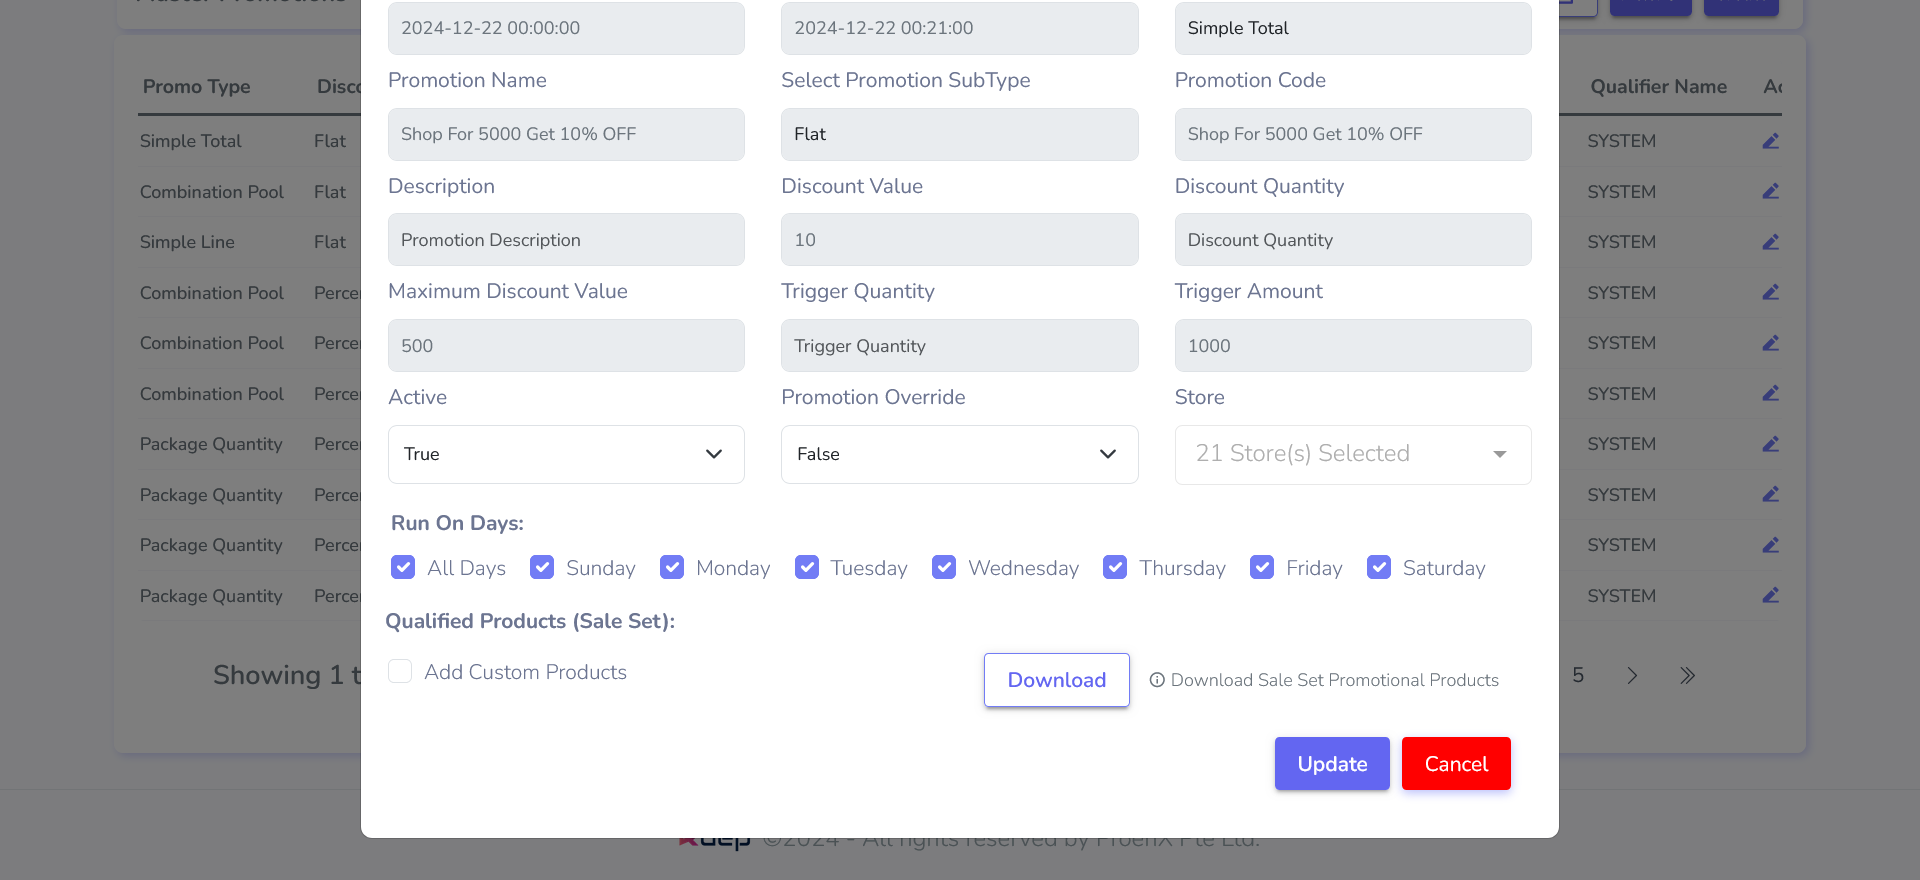 2024-12-22 00:00:00 2024-12-22 00:21:00 Simple Total
Promotion Name Select Promotion SubType Promotion Code
Shop For 5000 Get 10% OFF Flat Shop For 5000 Get 10% OFF
Description Discount Value Discount Quantity
Promotion Description 10 Discount Quantity
Maximum Discount Value Trigger Quantity Trigger Amount
500 Trigger Quantity 1000
Active Promotion Override Store
True False 21 Store(s) Selected
Run On Days:
All Days Sunday Monday Tuesday Wednesday Thursday Friday Saturday
Qualified Products (Sale Set):
Add Custom Products Download Download Sale Set Promotional Products
Update Cancel
Promo Type Disco Qualifier Name
Simple Total Flat SYSTEM
Combination Pool Flat SYSTEM
Simple Line Flat SYSTEM
Combination Pool Perce SYSTEM
Combination Pool Perce SYSTEM
Combination Pool Perce SYSTEM
Package Quantity Perce SYSTEM
Package Quantity Perce SYSTEM
Package Quantity Perce SYSTEM
Package Quantity Perce SYSTEM
Showing 1 t 5
©2024 - All rights reserved by ProenX Pte Ltd.